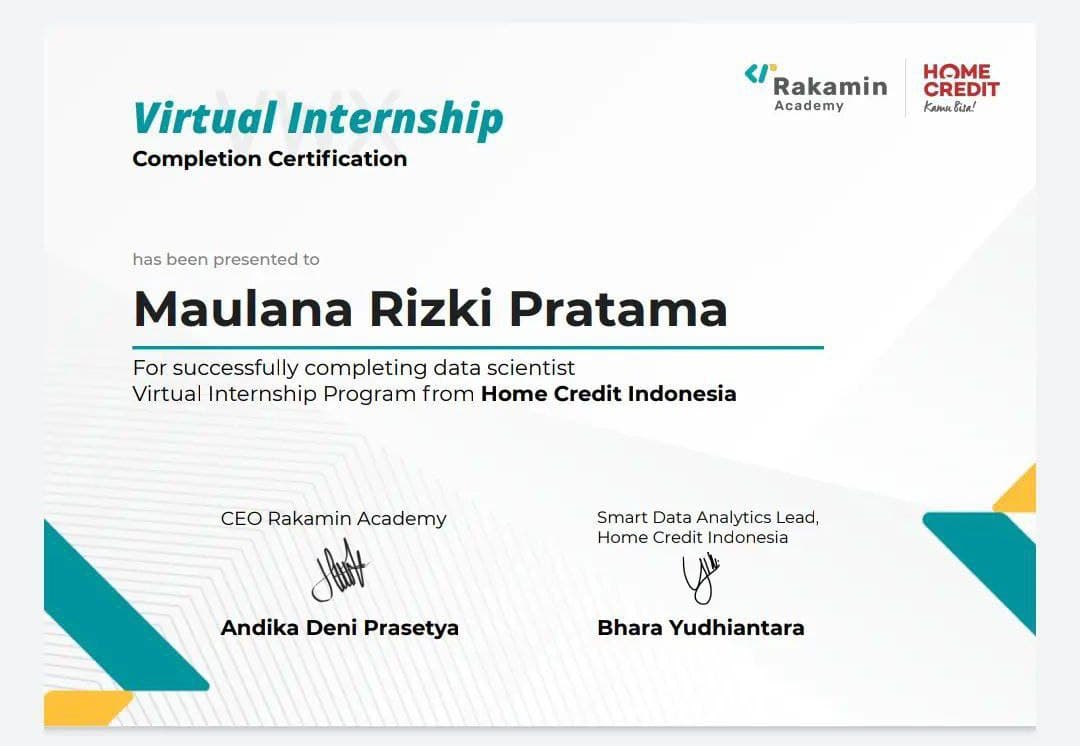 Rakamin
Academy
HOME
CREDIT
Kamu Bisa!
VIX
Virtual Internship
Completion Certification
has been presented to
Maulana Rizki Pratama
For successfully completing data scientist
Virtual Internship Program from Home Credit Indonesia
CEO Rakamin Academy
Andika Deni Prasetya
Smart Data Analytics Lead,
Home Credit Indonesia
Bhara Yudhiantara